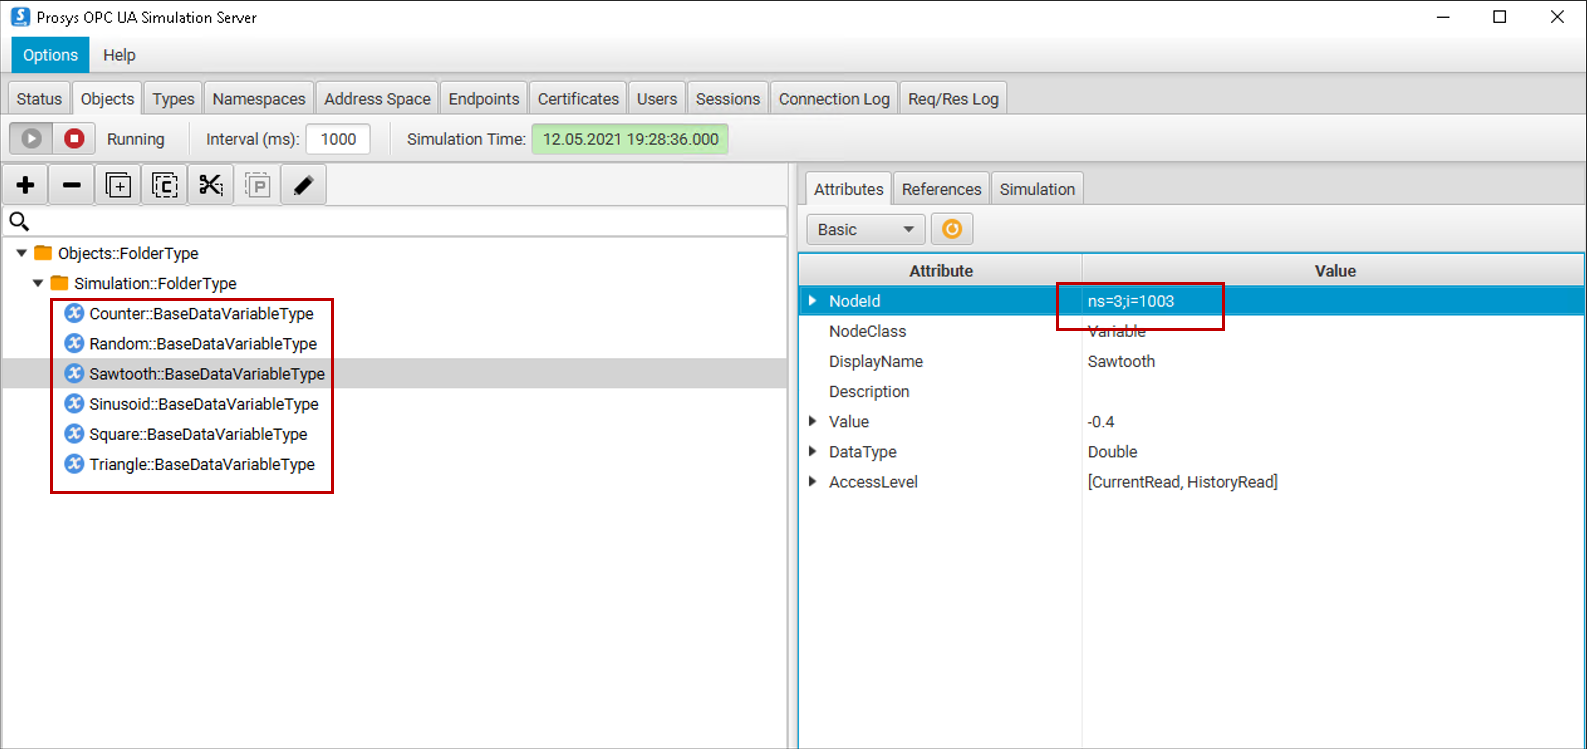 Prosys OPC UA Simulation Server
Options Help
Status Objects Types Namespaces Address Space Endpoints Certificates Users Sessions Connection Log Req/Res Log
Running Interval (ms): 1000 Simulation Time: 12.05.2021 19:28:36.000
Objects::FolderType
Simulation::FolderType
Counter::BaseDataVariableType
Random::BaseDataVariableType
Sawtooth::BaseDataVariableType
Sinusoid::BaseDataVariableType
Square::BaseDataVariableType
Triangle::BaseDataVariableType
Attributes References Simulation
Basic
Attribute Value
NodeId ns=3;i=1003
NodeClass Variable
DisplayName Sawtooth
Description
Value -0.4
DataType Double
AccessLevel [CurrentRead, HistoryRead]